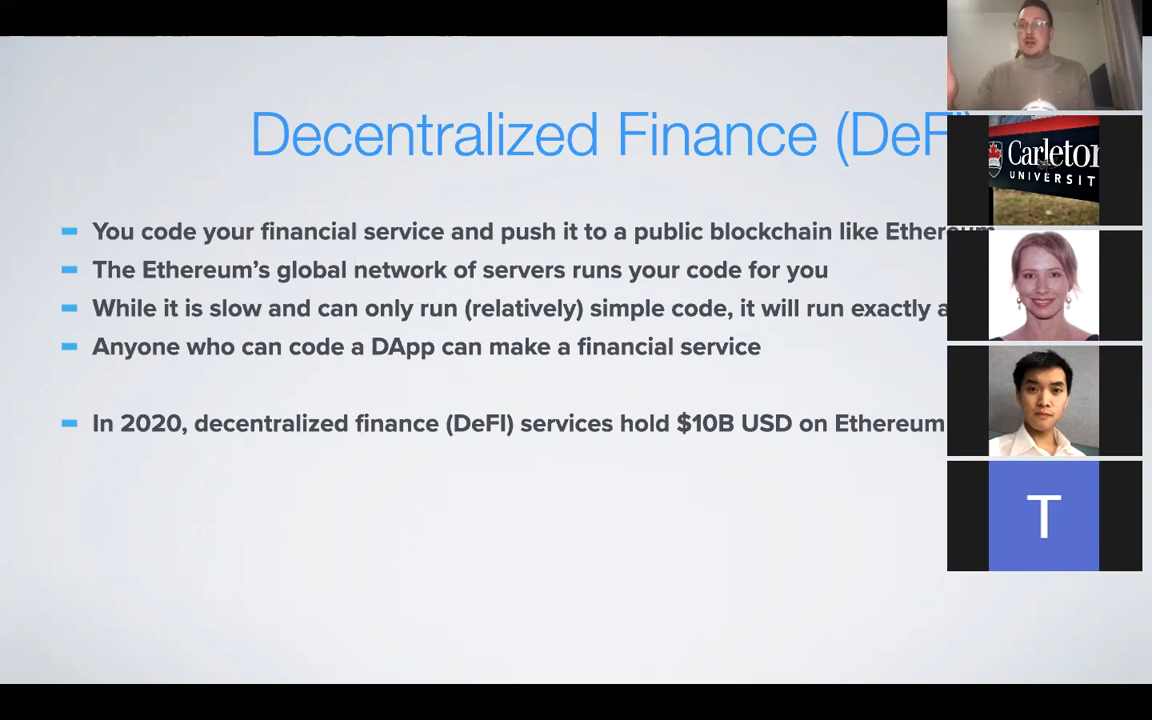 Decentralized Finance (DeF
You code your financial service and push it to a public blockchain like Ethereum
The Ethereum's global network of servers runs your code for you
While it is slow and can only run (relatively) simple code, it will run exactly a
Anyone who can code a DApp can make a financial service
In 2020, decentralized finance (DeFI) services hold $10B USD on Ethereum
Carleton
UNIVERSIT
T